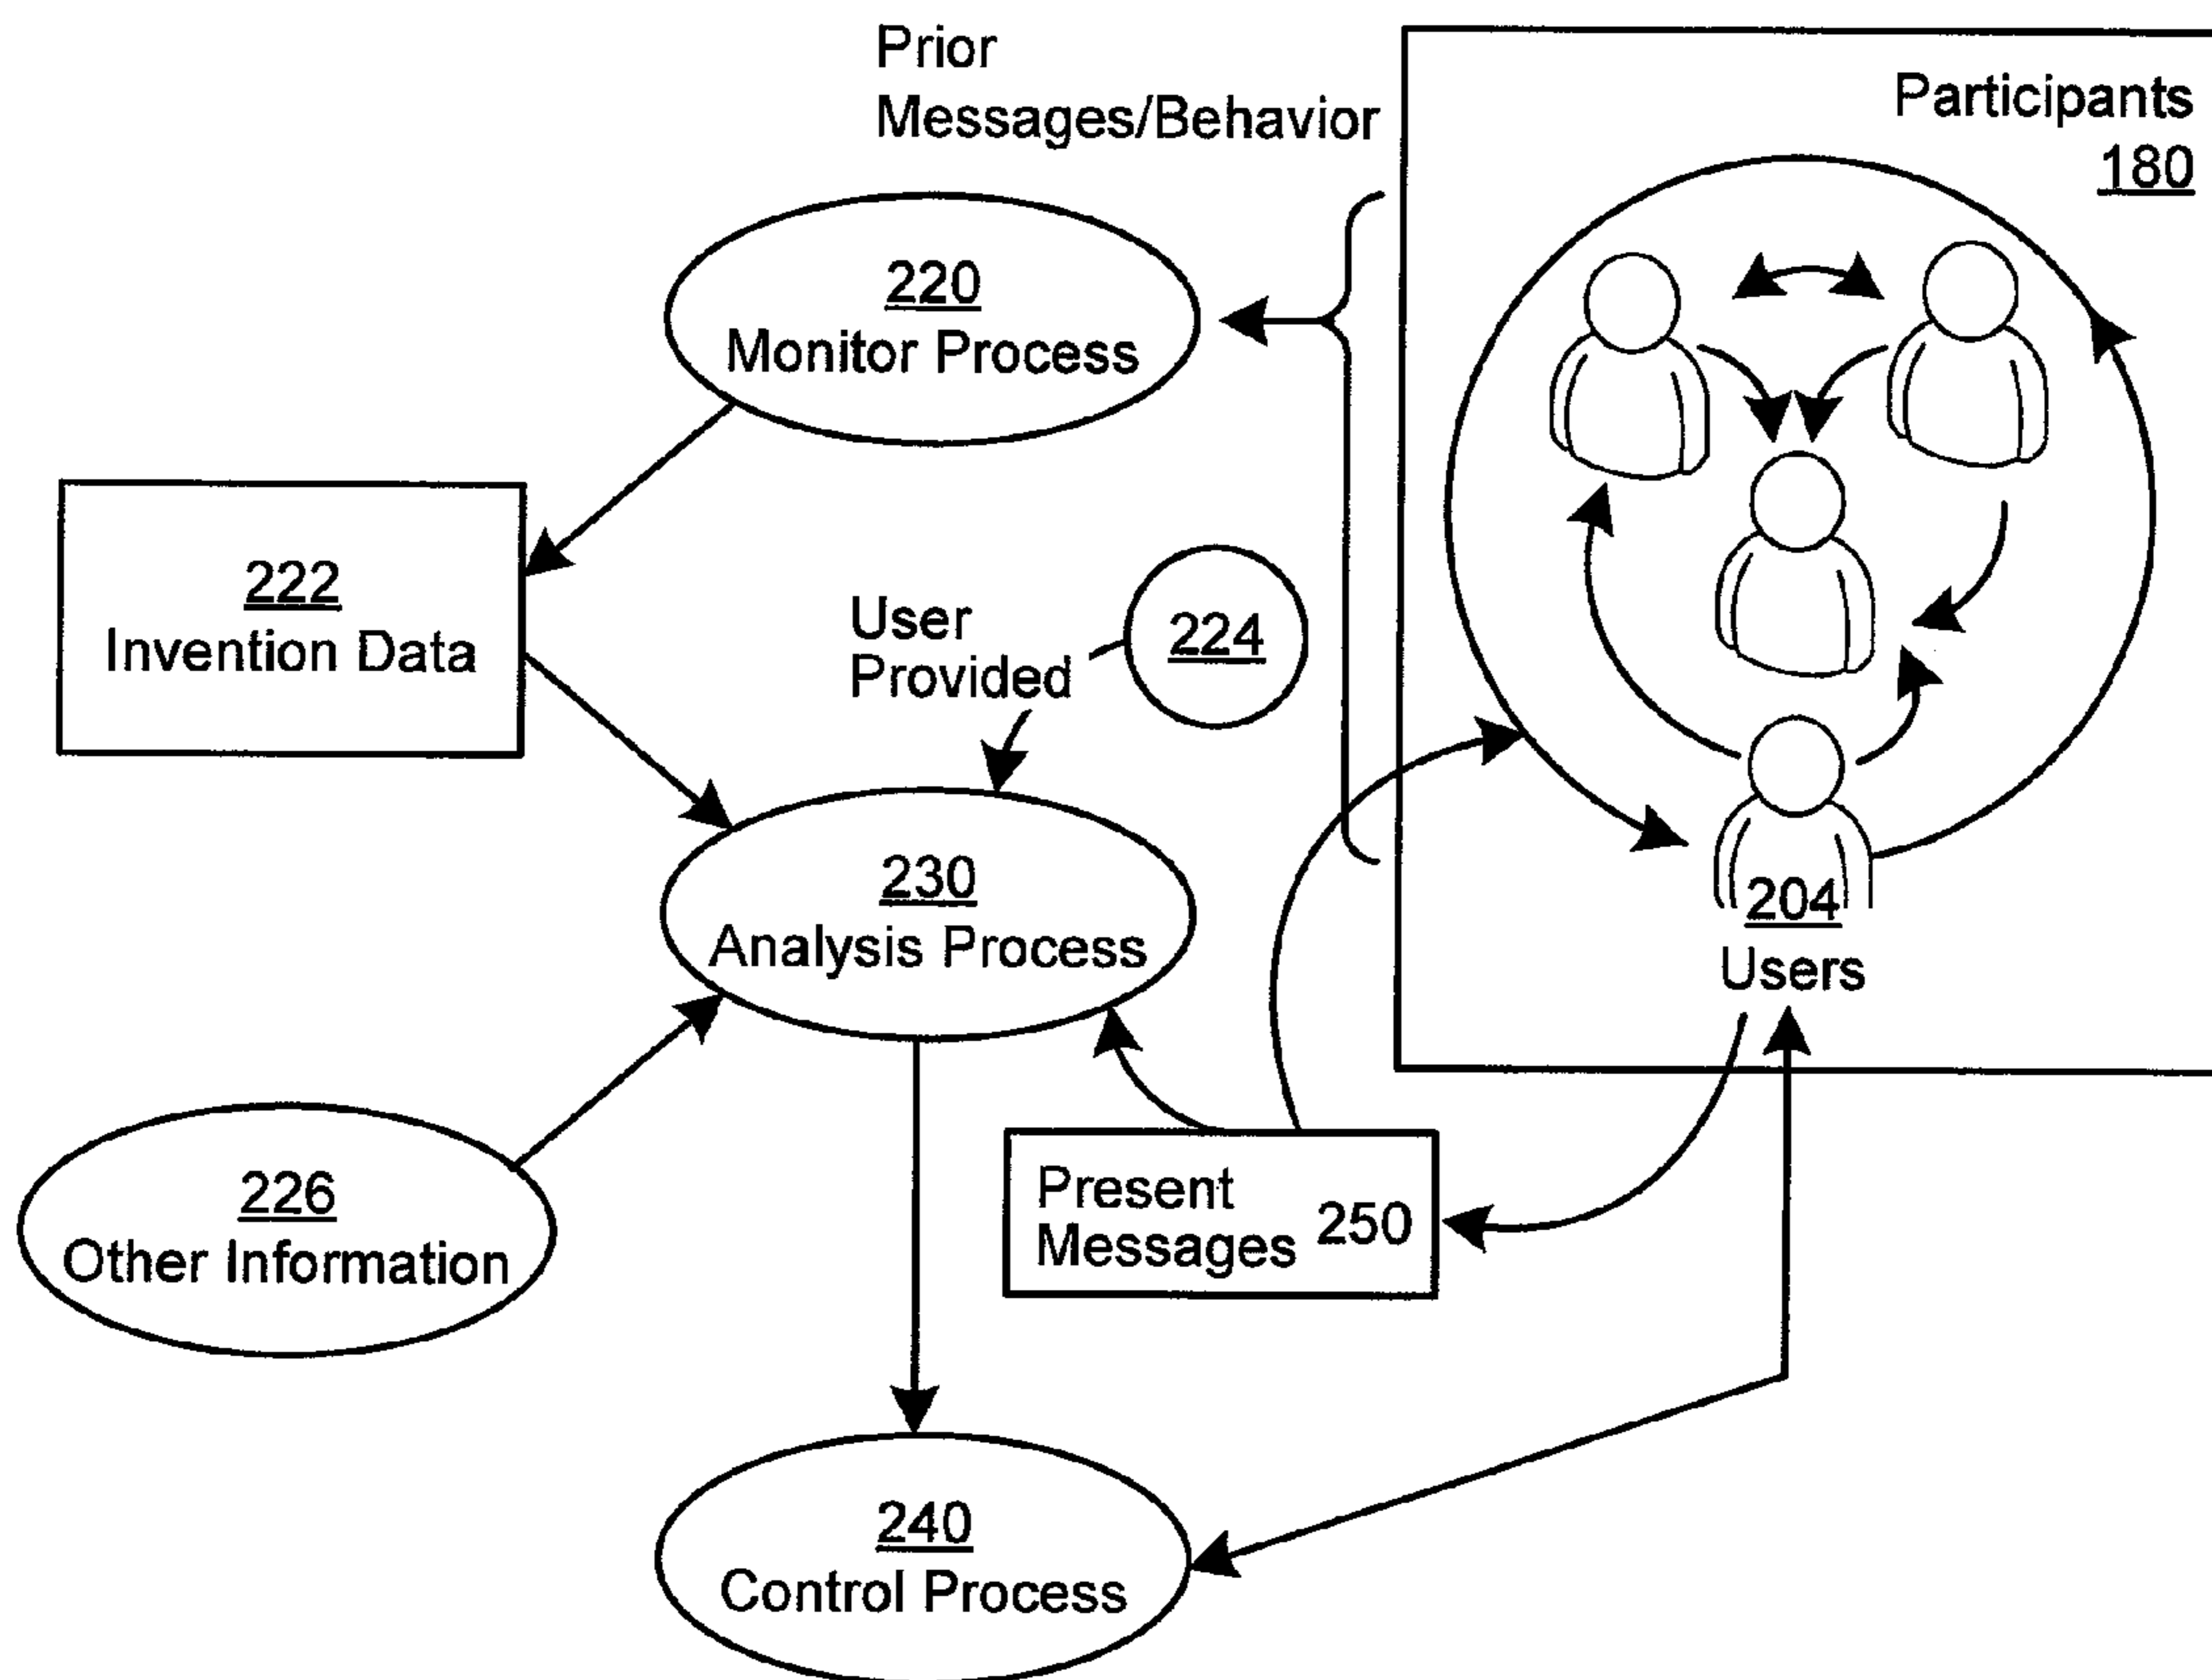 Prior
Messages/Behavior
Participants
180
220
Monitor Process
222
Invention Data
User
Provided
224
230
Analysis Process
204
Users
226
Other Information
Present
Messages 250
240
Control Process